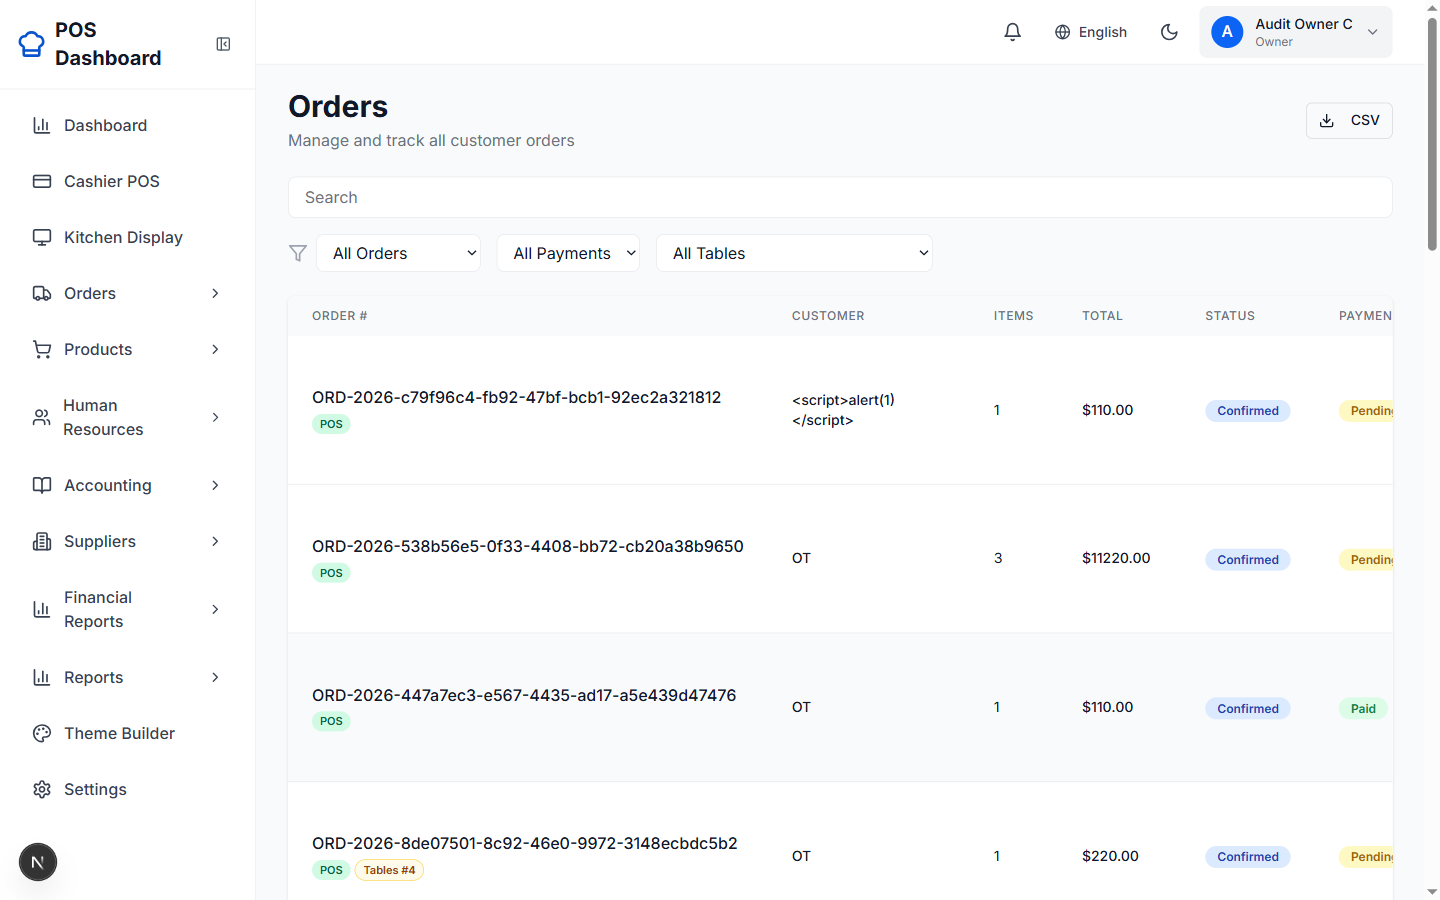 POS
Dashboard
English
A
Audit Owner C
Owner
Dashboard
Cashier POS
Kitchen Display
Orders
Products
Human
Resources
Accounting
Suppliers
Financial
Reports
Reports
Theme Builder
Settings
N
Orders
Manage and track all customer orders
CSV
Search
All Orders
All Payments
All Tables
ORDER # CUSTOMER ITEMS TOTAL STATUS PAYMEN
ORD-2026-c79f96c4-fb92-47bf-bcb1-92ec2a321812
POS
<script>alert(1)
</script>
1 $110.00 Confirmed Pending
ORD-2026-538b56e5-0f33-4408-bb72-cb20a38b9650
POS
OT 3 $11220.00 Confirmed Pending
ORD-2026-447a7ec3-e567-4435-ad17-a5e439d47476
POS
OT 1 $110.00 Confirmed Paid
ORD-2026-8de07501-8c92-46e0-9972-3148ecbdc5b2
POS Tables #4
OT 1 $220.00 Confirmed Pending